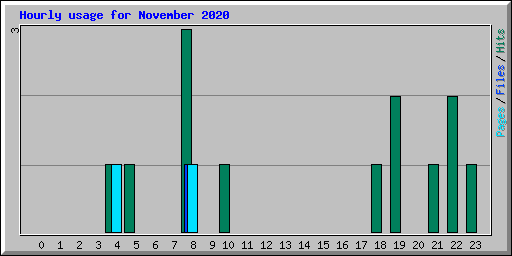 Hourly usage for November 2020
3
Pages/Files/Hits
0 1 2 3 4 5 6 7 8 9 10 11 12 13 14 15 16 17 18 19 20 21 22 23